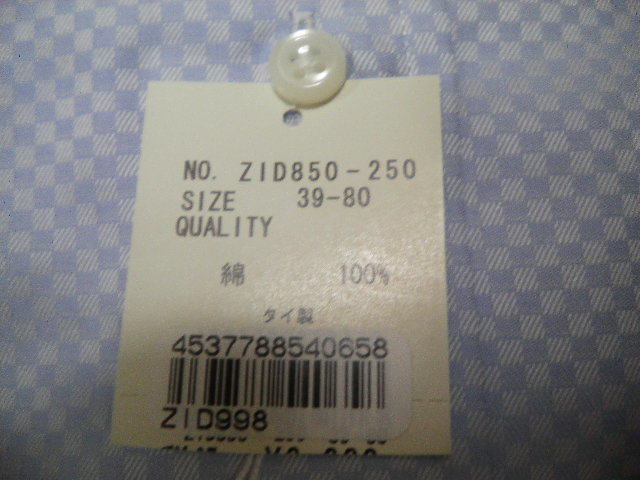 NO. ZID850-250
SIZE 39-80
QUALITY
綿 100%
タイ製
4537788540658
ZID998